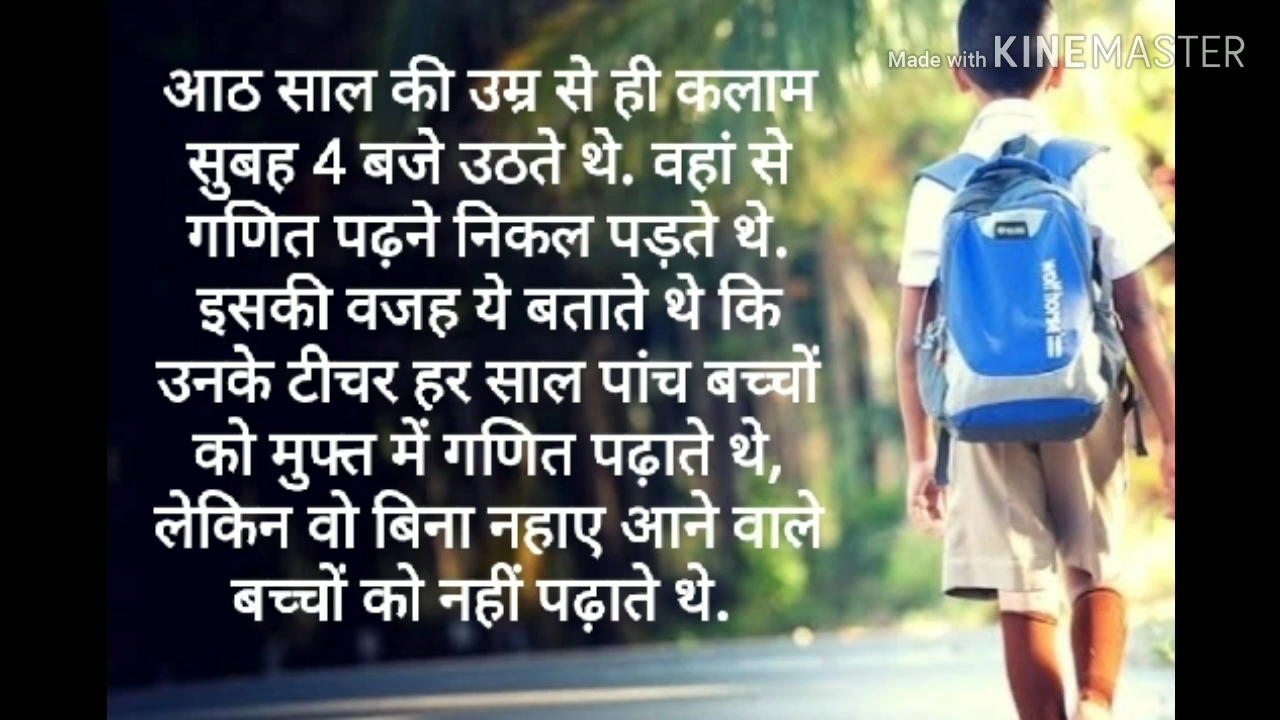 Made with KINEMASTER
आठ साल की उम्र से ही कलाम
सुबह 4 बजे उठते थे. वहां से
गणित पढ़ने निकल पड़ते थे.
इसकी वजह ये बताते थे कि
उनके टीचर हर साल पांच बच्चों
को मुफ्त में गणित पढ़ाते थे,
लेकिन वो बिना नहाए आने वाले
बच्चों को नहीं पढ़ाते थे.